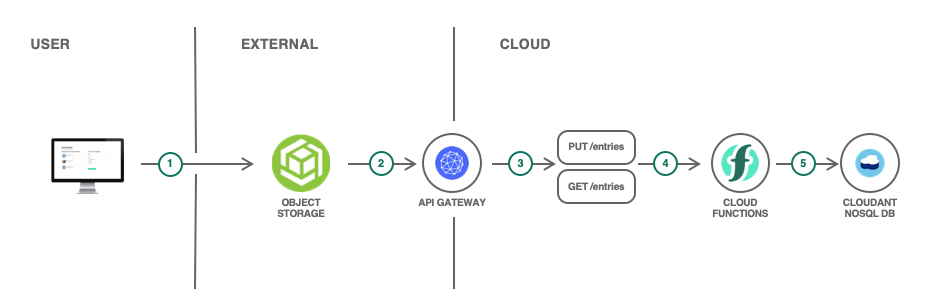 USER
EXTERNAL
CLOUD
1
2
3
4
5
PUT /entries
GET /entries
OBJECT
STORAGE
API GATEWAY
CLOUD
FUNCTIONS
CLOUDANT
NOSQL DB